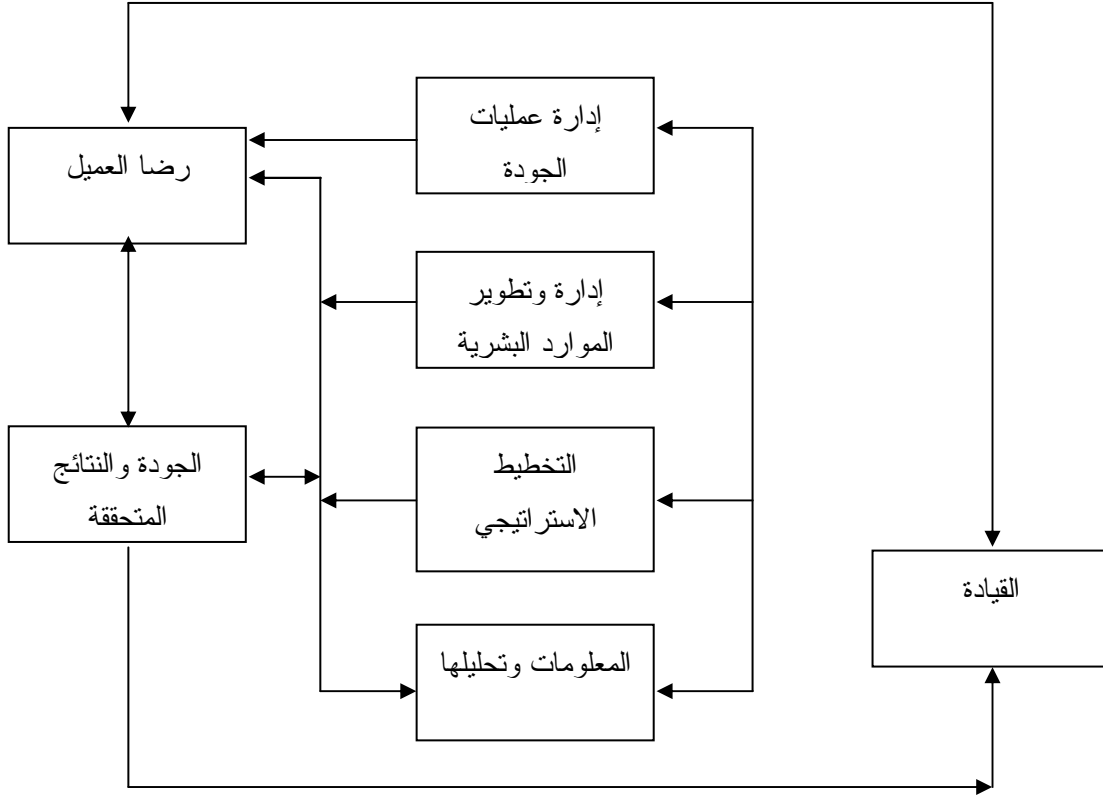 إدارة عمليات
الجودة
رضا العميل
إدارة وتطوير
الموارد البشرية
الجودة والنتائج
المتحققة
التخطيط
الاستراتيجي
القيادة
المعلومات وتحليلها